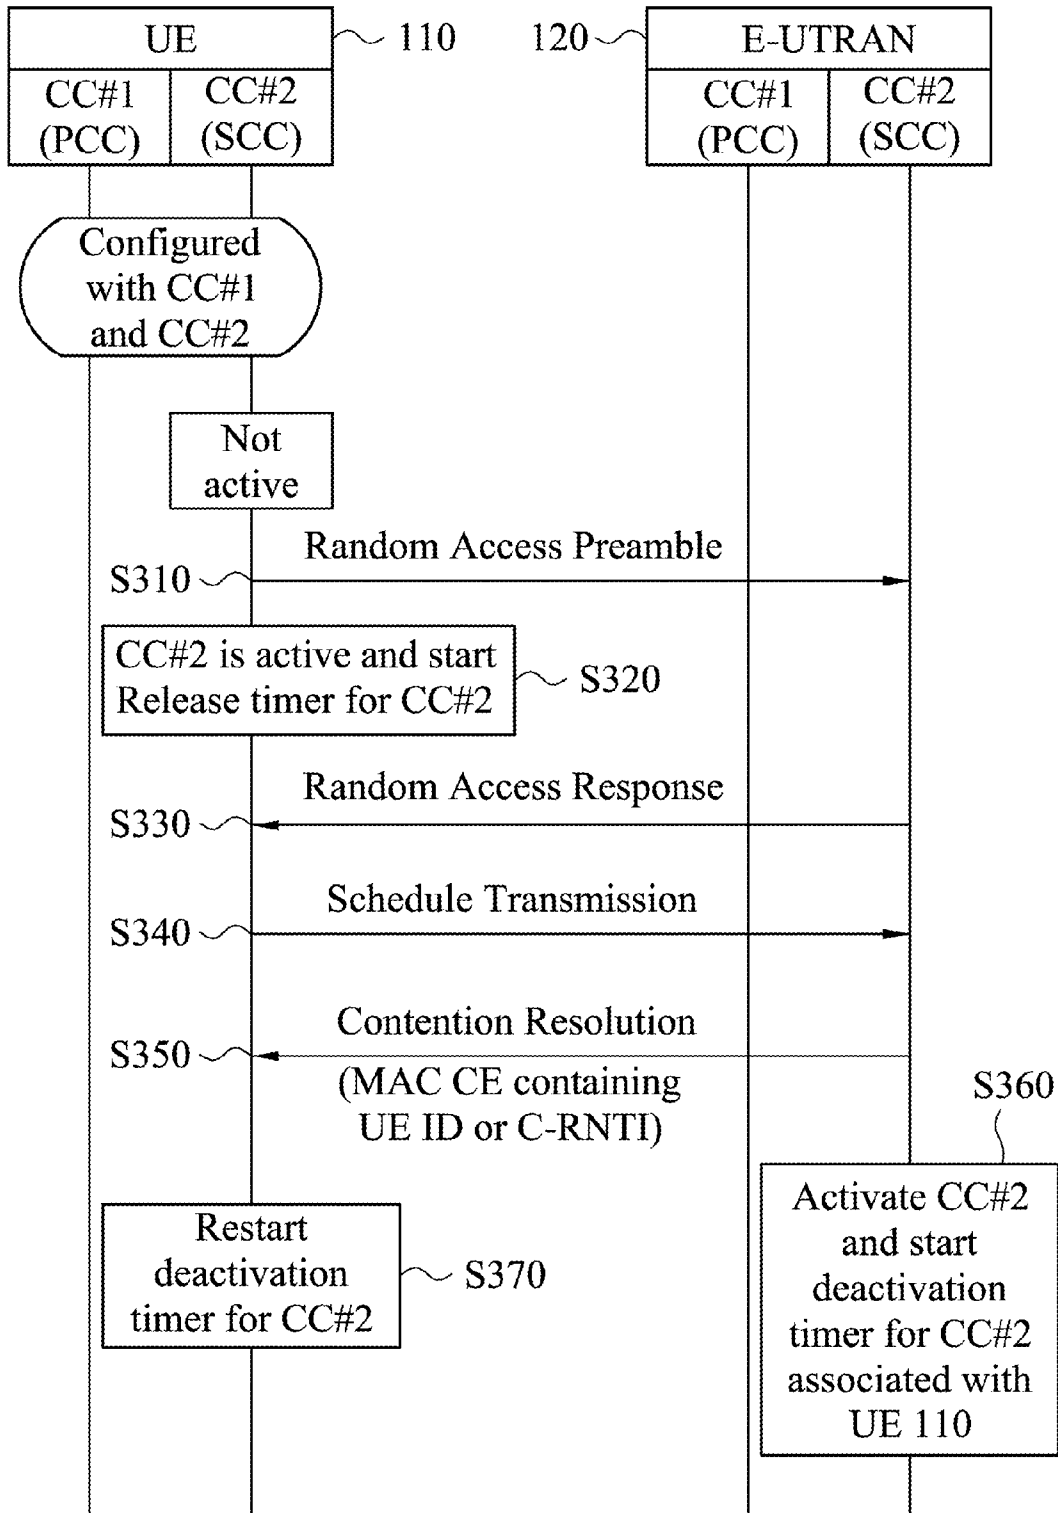 UE
110
120
E-UTRAN
CC#1
(PCC)
CC#2
(SCC)
CC#1
(PCC)
CC#2
(SCC)
Configured
with CC#1
and CC#2
Not
active
Random Access Preamble
S310
CC#2 is active and start
Release timer for CC#2
S320
Random Access Response
S330
Schedule Transmission
S340
Contention Resolution
S350
(MAC CE containing
UE ID or C-RNTI)
S360
Activate CC#2
and start
deactivation
timer for CC#2
associated with
UE 110
Restart
deactivation
timer for CC#2
S370